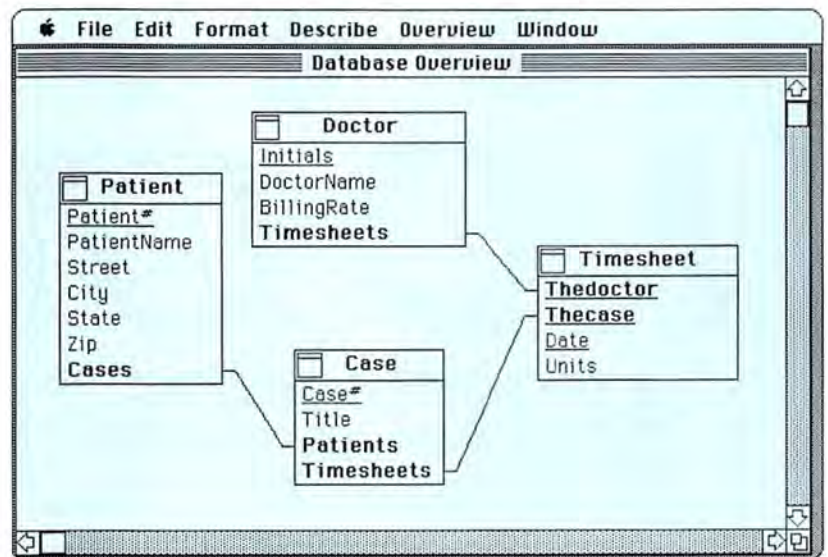 File Edit Format Describe Overview Window
Database Overview
Doctor
Initials
DoctorName
BillingRate
Timesheets
Patient
Patient#
PatientName
Street
City
State
Zip
Cases
Timesheet
Thedoctor
Thecase
Date
Units
Case
Case#
Title
Patients
Timesheets